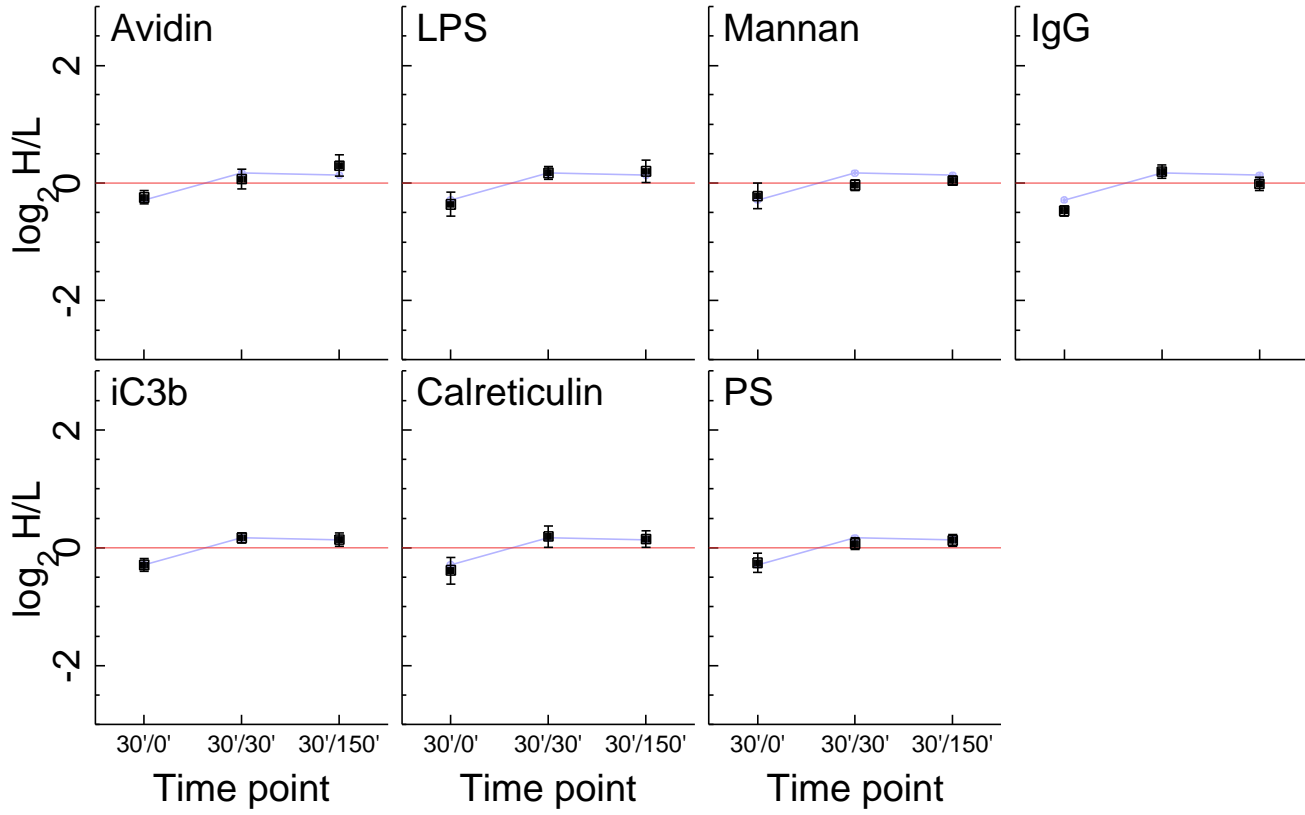 Avidin LPS Mannan IgG
2
0
-2
log2 H/L
iC3b Calreticulin PS
2
0
-2
log2 H/L
30'/0' 30'/30' 30'/150' 30'/0' 30'/30' 30'/150' 30'/0' 30'/30' 30'/150'
Time point Time point Time point